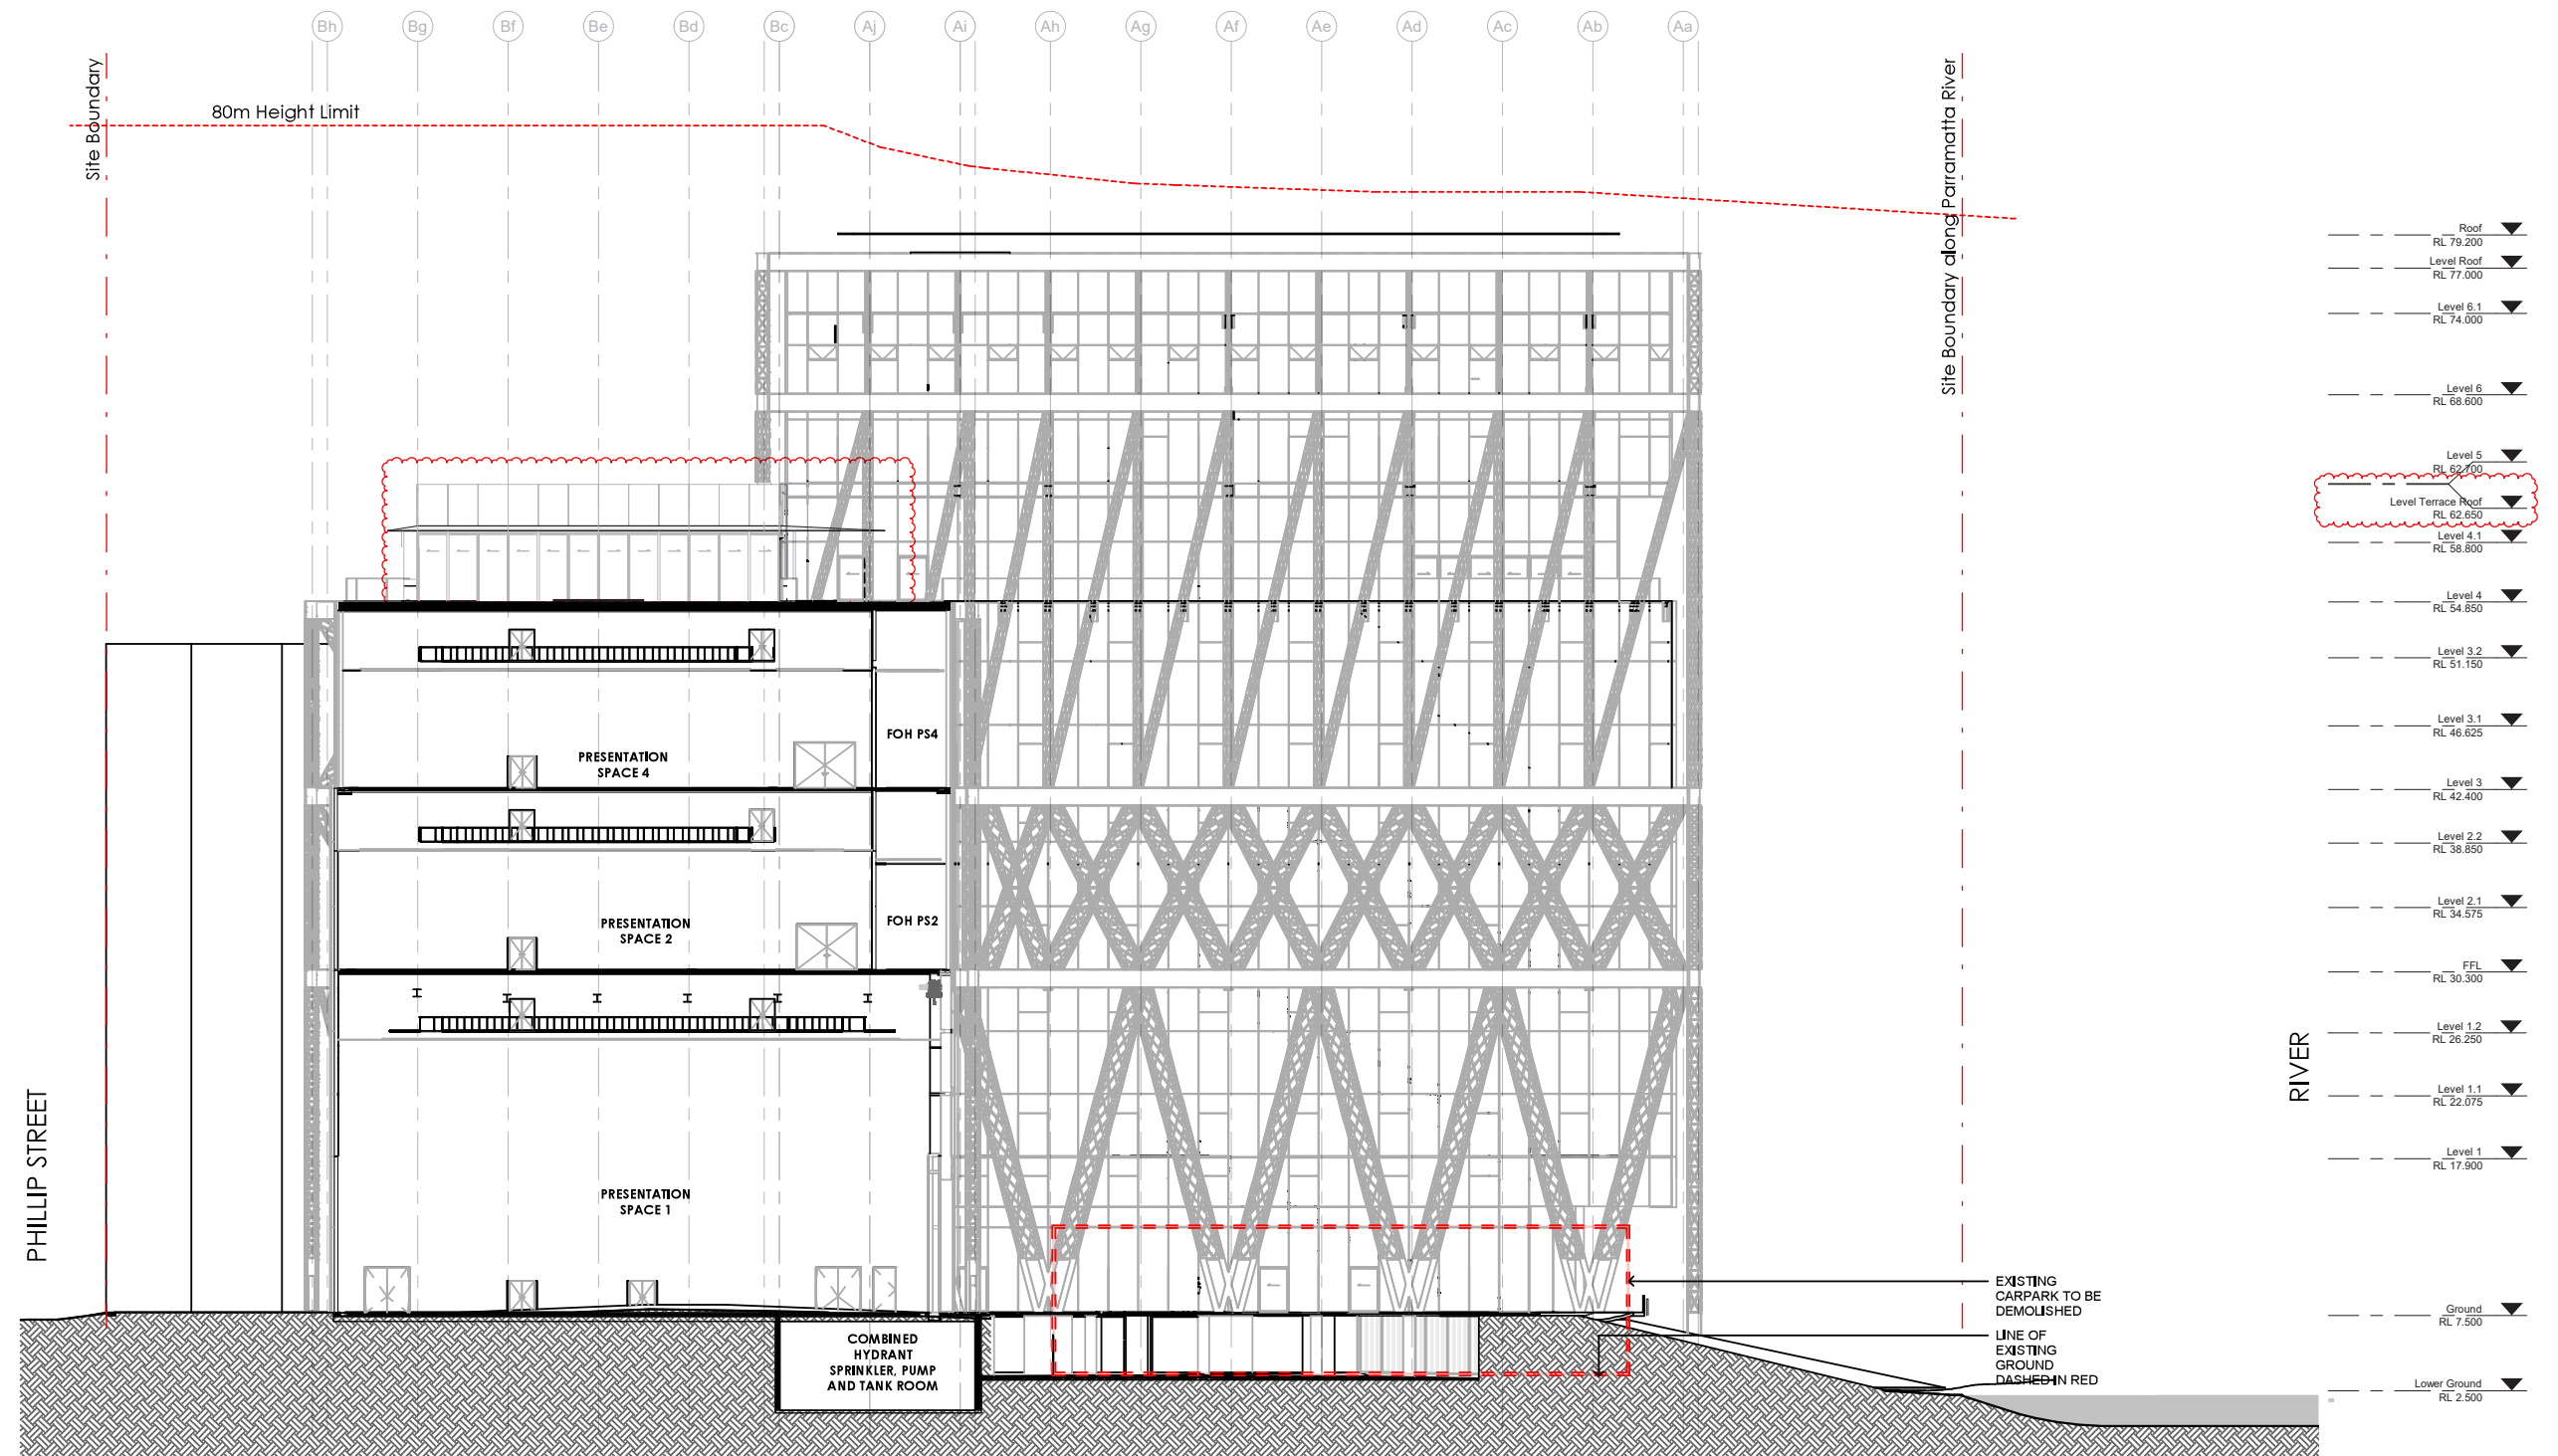 Bh
Bg
Bf
Be
Bd
Bc
Aj
Ai
Ah
Ag
Af
Ae
Ad
Ac
Ab
Aa
Site Boundary
80m Height Limit
Site Boundary along Parramatta River
Roof
RL 79.200
Level Roof
RL 77.000
Level 6.1
RL 74.000
Level 6
RL 68.600
Level 5
RL 62.700
Level Terrace Roof
RL 62.650
Level 4.1
RL 58.800
Level 4
RL 54.850
Level 3.2
RL 51.150
Level 3.1
RL 46.625
Level 3
RL 42.400
Level 2.2
RL 38.850
Level 2.1
RL 34.575
FFL
RL 30.300
Level 1.2
RL 26.250
Level 1.1
RL 22.075
Level 1
RL 17.900
Ground
RL 7.500
Lower Ground
RL 2.500
FOH PS4
PRESENTATION
SPACE 4
FOH PS2
PRESENTATION
SPACE 2
PRESENTATION
SPACE 1
PHILLIP STREET
RIVER
COMBINED
HYDRANT
SPRINKLER, PUMP
AND TANK ROOM
EXISTING
CARPARK TO BE
DEMOLISHED
LINE OF
EXISTING
GROUND
DASHED IN RED